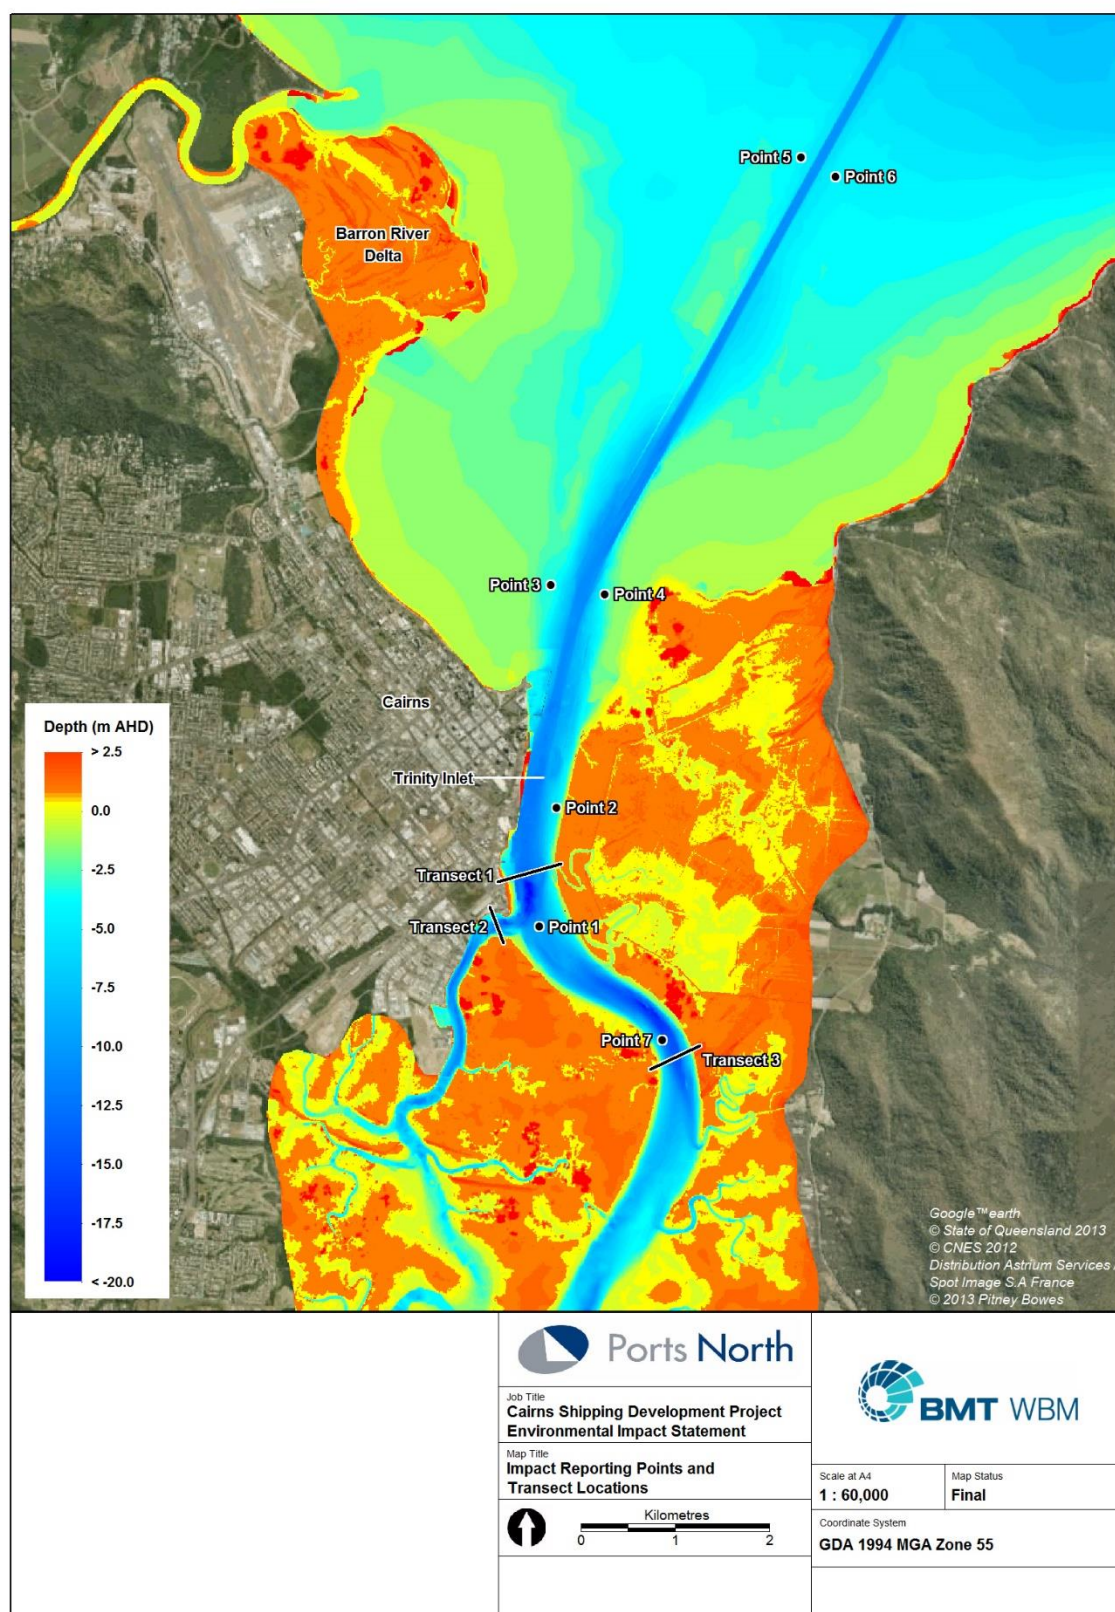 Point 5
Point 6
Barron River
Delta
Point 3
Point 4
Cairns
Depth (m AHD)
> 2.5
0.0
-2.5
-5.0
-7.5
-10.0
-12.5
-15.0
-17.5
< -20.0
Trinity Inlet
Point 2
Transect 1
Transect 2
Point 1
Point 7
Transect 3
Google™earth
© State of Queensland 2013
© CNES 2012
Distribution Astrium Services
Spot Image S.A France
© 2013 Pitney Bowes
Ports North
BMT WBM
Job Title
Cairns Shipping Development Project
Environmental Impact Statement
Map Title
Impact Reporting Points and
Transect Locations
Kilometres
0 1 2
Scale at A4
1 : 60,000
Map Status
Final
Coordinate System
GDA 1994 MGA Zone 55